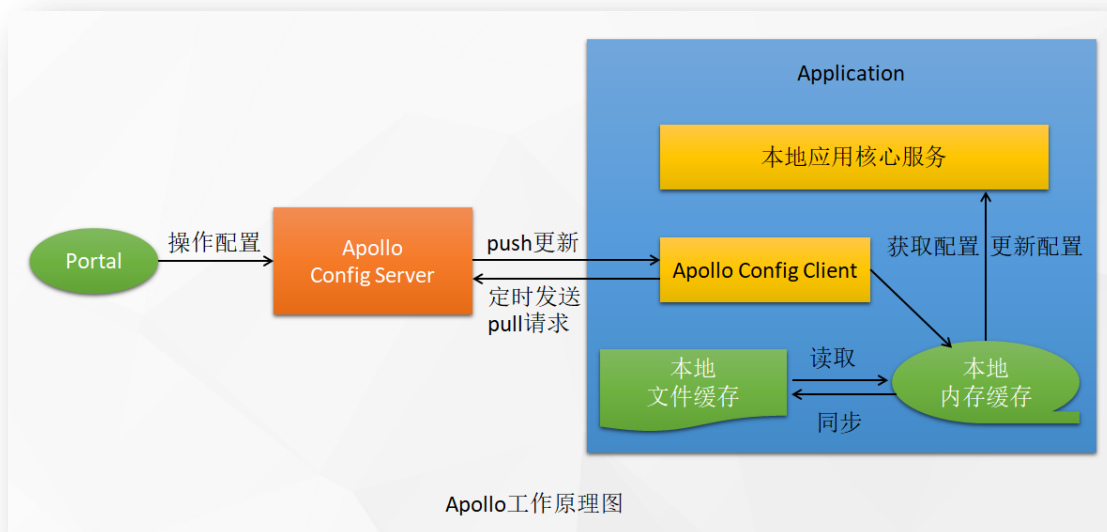 Application
本地应用核心服务
Portal
操作配置
Apollo
Config Server
push更新
定时发送
pull请求
Apollo Config Client
获取配置
更新配置
本地
文件缓存
读取
同步
本地
内存缓存
Apollo工作原理图